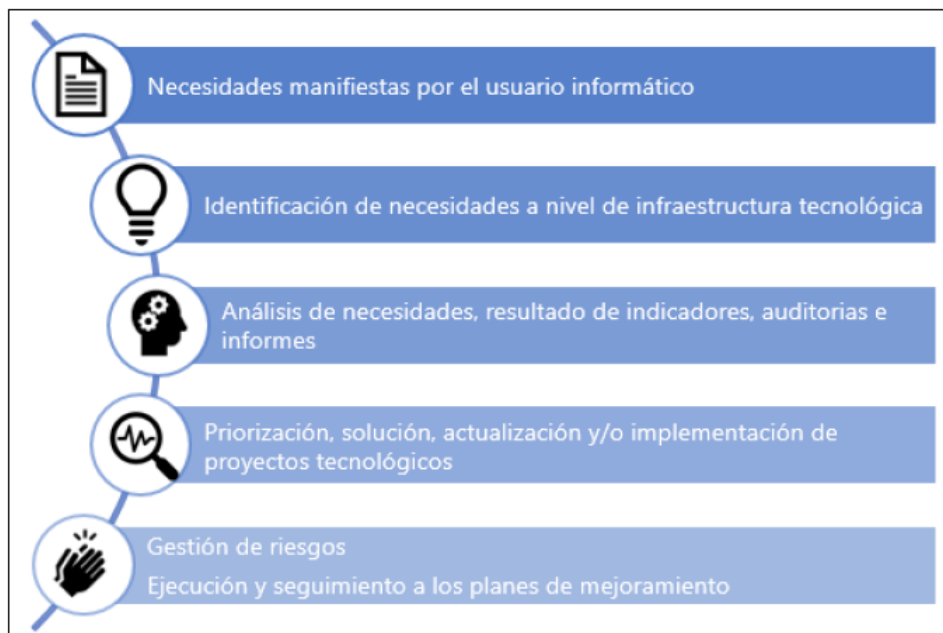 Necesidades manifiestas por el usuario informático
Identificación de necesidades a nivel de infraestructura tecnológica
Análisis de necesidades, resultado de indicadores, auditorias e
informes
Priorización, solución, actualización y/o implementación de
proyectos tecnológicos
Gestión de riesgos
Ejecución y seguimiento a los planes de mejoramiento